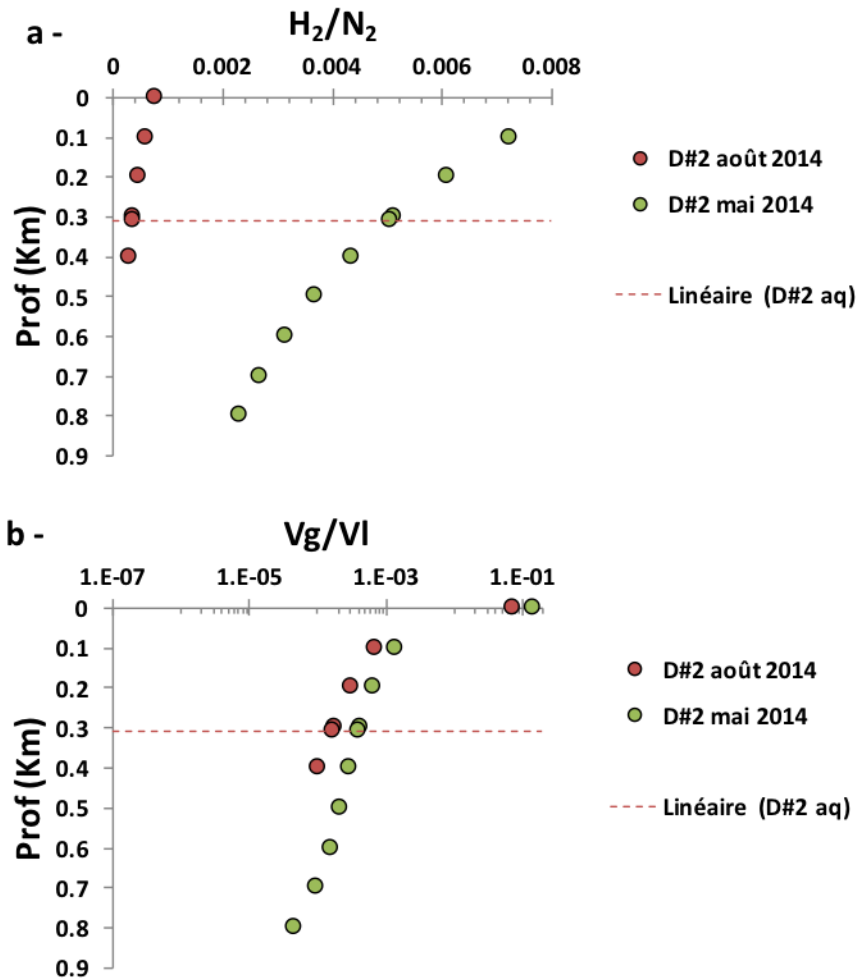 a -
H₂/N₂
0 0.002 0.004 0.006 0.008
0
0.1
0.2
0.3
0.4
0.5
0.6
0.7
0.8
0.9
Prof (Km)
D#2 août 2014
D#2 mai 2014
Linéaire (D#2 aq)
b -
Vg/Vl
1.E-07 1.E-05 1.E-03 1.E-01
0
0.1
0.2
0.3
0.4
0.5
0.6
0.7
0.8
0.9
Prof (Km)
D#2 août 2014
D#2 mai 2014
Linéaire (D#2 aq)